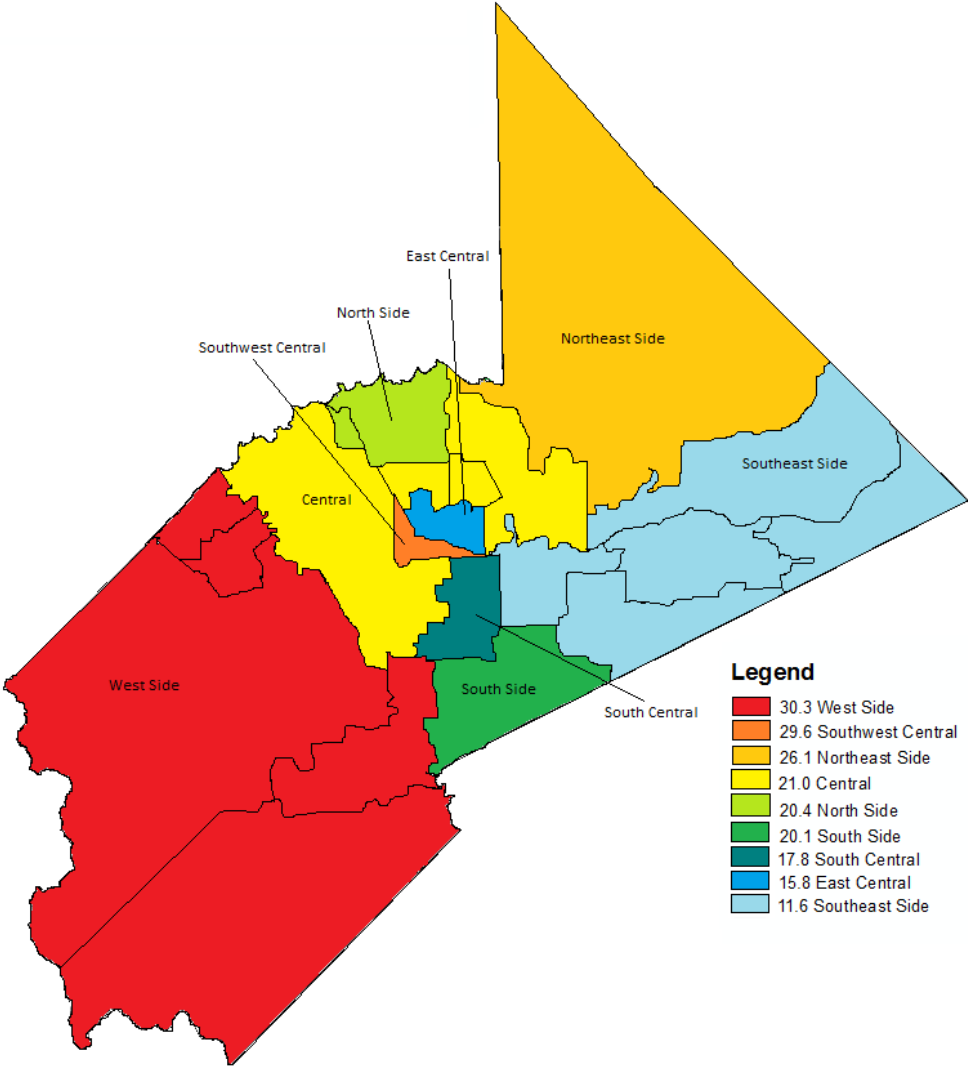 East Central
North Side
Northeast Side
Southwest Central
Southeast Side
Central
West Side
South Side
South Central
Legend
30.3 West Side
29.6 Southwest Central
26.1 Northeast Side
21.0 Central
20.4 North Side
20.1 South Side
17.8 South Central
15.8 East Central
11.6 Southeast Side